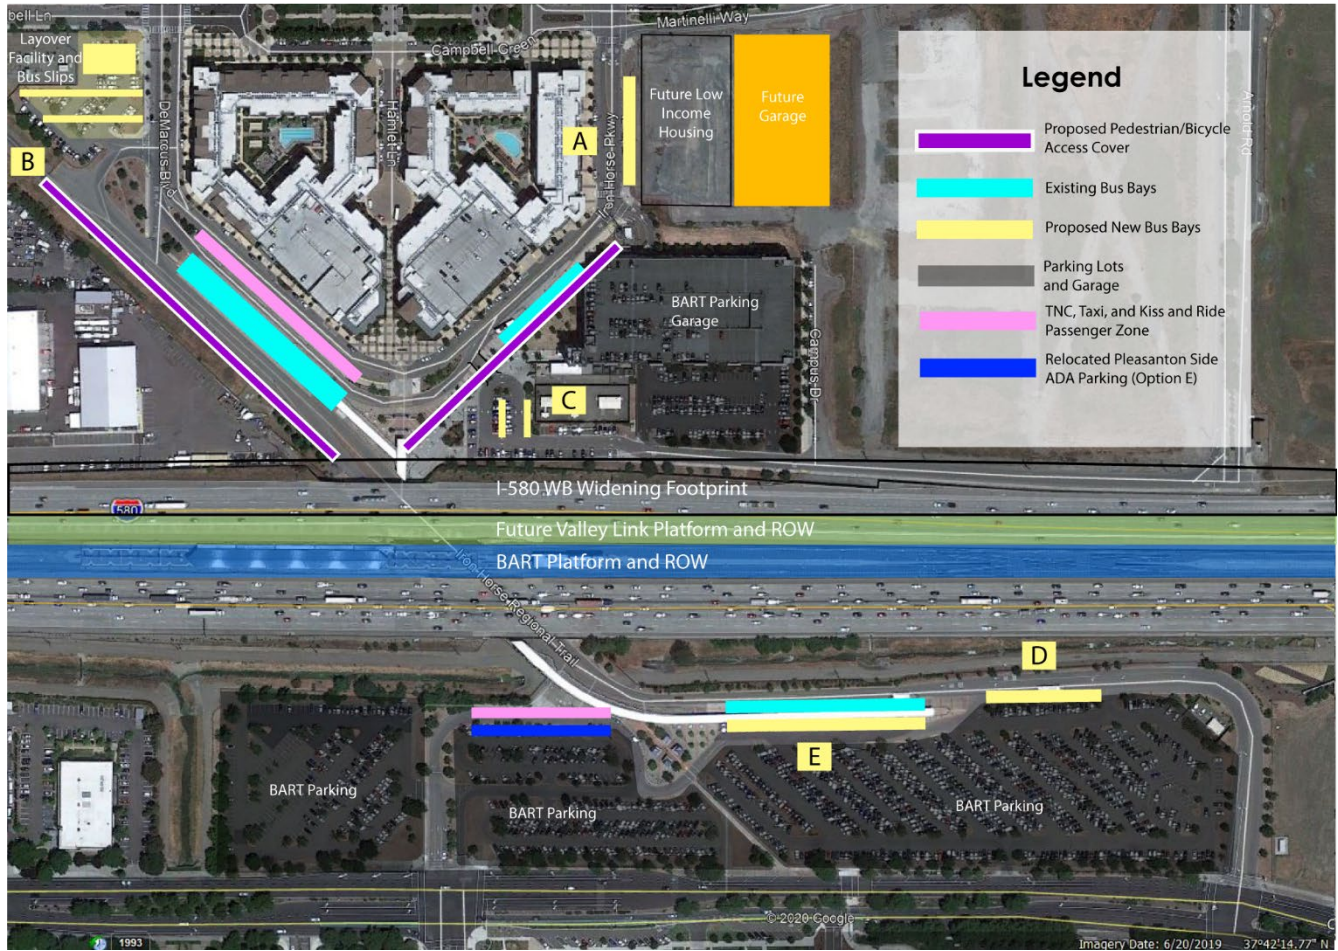 bell Ln
Martinelli Way
Layover
Facility and
Bus Slips
Campbell Green
DeMarcus Blvd
Hamlet Ln
Iron Horse Pkwy
A
B
Future Low
Income
Housing
Future
Garage
Arnold Rd
Legend
Proposed Pedestrian/Bicycle
Access Cover
Existing Bus Bays
Proposed New Bus Bays
Parking Lots
and Garage
TNC, Taxi, and Kiss and Ride
Passenger Zone
Relocated Pleasanton Side
ADA Parking (Option E)
BART Parking
Garage
Campus Dr
C
I-580 WB Widening Footprint
580
Future Valley Link Platform and ROW
BART Platform and ROW
Iron Horse Regional Trail
D
E
BART Parking
BART Parking
BART Parking
© 2020 Google
1993
Imagery Date: 6/20/2019
37°42'14.77"